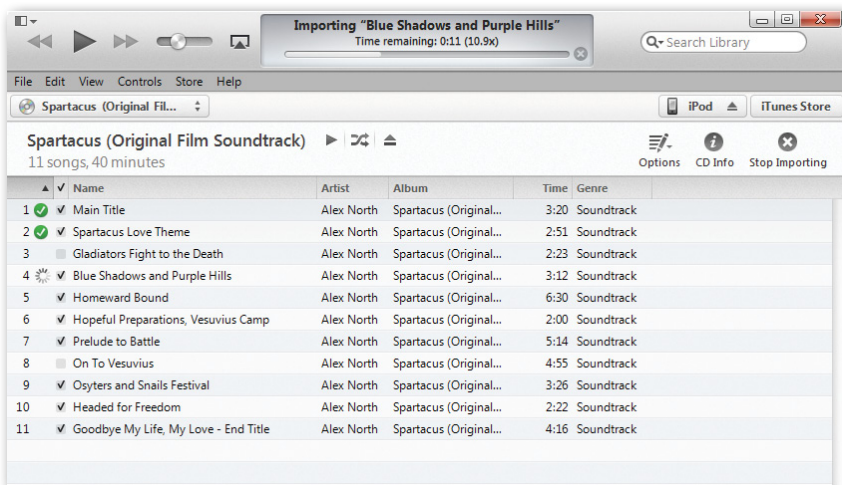 Importing “Blue Shadows and Purple Hills”
Time remaining: 0:11 (10.9x)
Search Library
File Edit View Controls Store Help
Spartacus (Original Fil... iPod iTunes Store
Spartacus (Original Film Soundtrack)
11 songs, 40 minutes
Options CD Info Stop Importing
Name Artist Album Time Genre
1 Main Title Alex North Spartacus (Original... 3:20 Soundtrack
2 Spartacus Love Theme Alex North Spartacus (Original... 2:51 Soundtrack
3 Gladiators Fight to the Death Alex North Spartacus (Original... 2:23 Soundtrack
4 Blue Shadows and Purple Hills Alex North Spartacus (Original... 3:12 Soundtrack
5 Homeward Bound Alex North Spartacus (Original... 6:30 Soundtrack
6 Hopeful Preparations, Vesuvius Camp Alex North Spartacus (Original... 2:00 Soundtrack
7 Prelude to Battle Alex North Spartacus (Original... 5:14 Soundtrack
8 On To Vesuvius Alex North Spartacus (Original... 4:55 Soundtrack
9 Osyters and Snails Festival Alex North Spartacus (Original... 3:26 Soundtrack
10 Headed for Freedom Alex North Spartacus (Original... 2:22 Soundtrack
11 Goodbye My Life, My Love - End Title Alex North Spartacus (Original... 4:16 Soundtrack